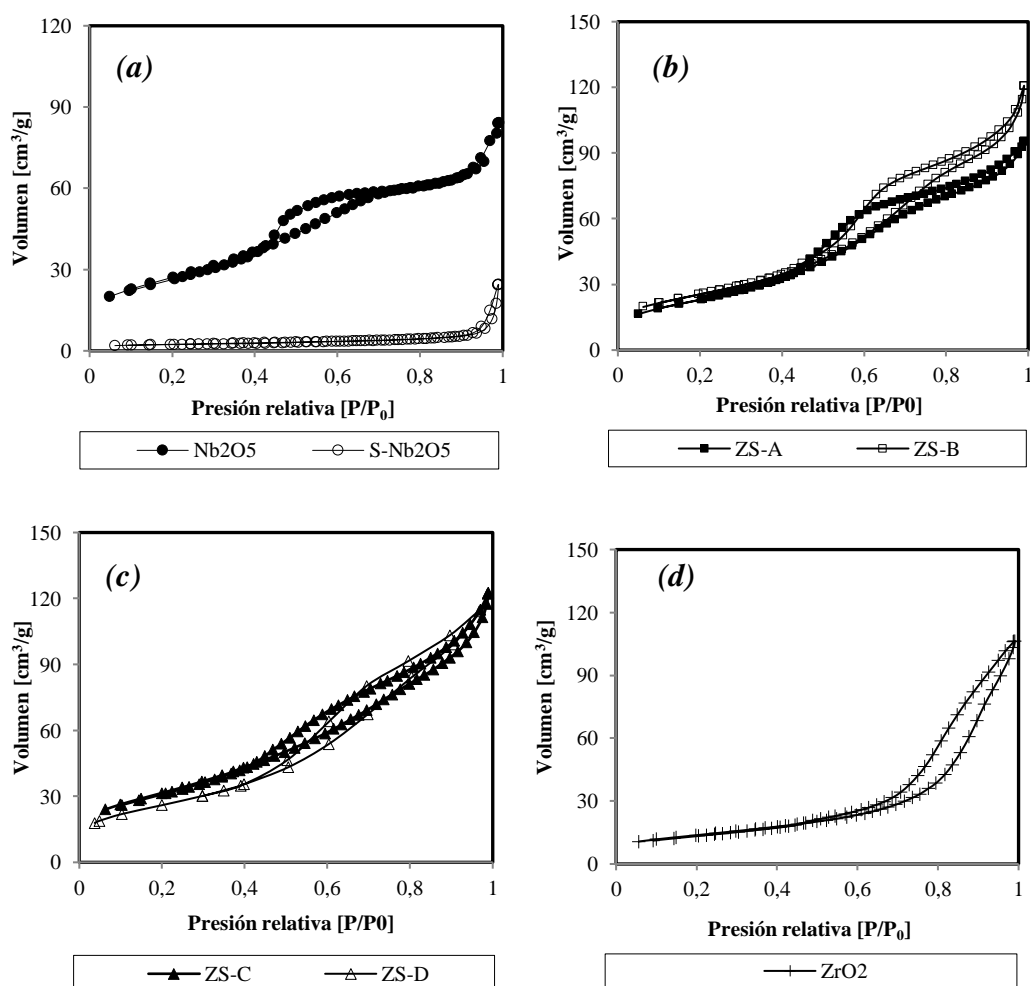 (a)
Volumen [cm³/g]
120
90
60
30
0
0 0,2 0,4 0,6 0,8 1
Presión relativa [P/P₀]
Nb2O5 S-Nb2O5
(b)
Volumen [cm³/g]
150
120
90
60
30
0
0 0,2 0,4 0,6 0,8 1
Presión relativa [P/P0]
ZS-A ZS-B
(c)
Volumen [cm³/g]
150
120
90
60
30
0
0 0,2 0,4 0,6 0,8 1
Presión relativa [P/P0]
ZS-C ZS-D
(d)
Volumen [cm³/g]
150
120
90
60
30
0
0 0,2 0,4 0,6 0,8 1
Presión relativa [P/P₀]
ZrO2